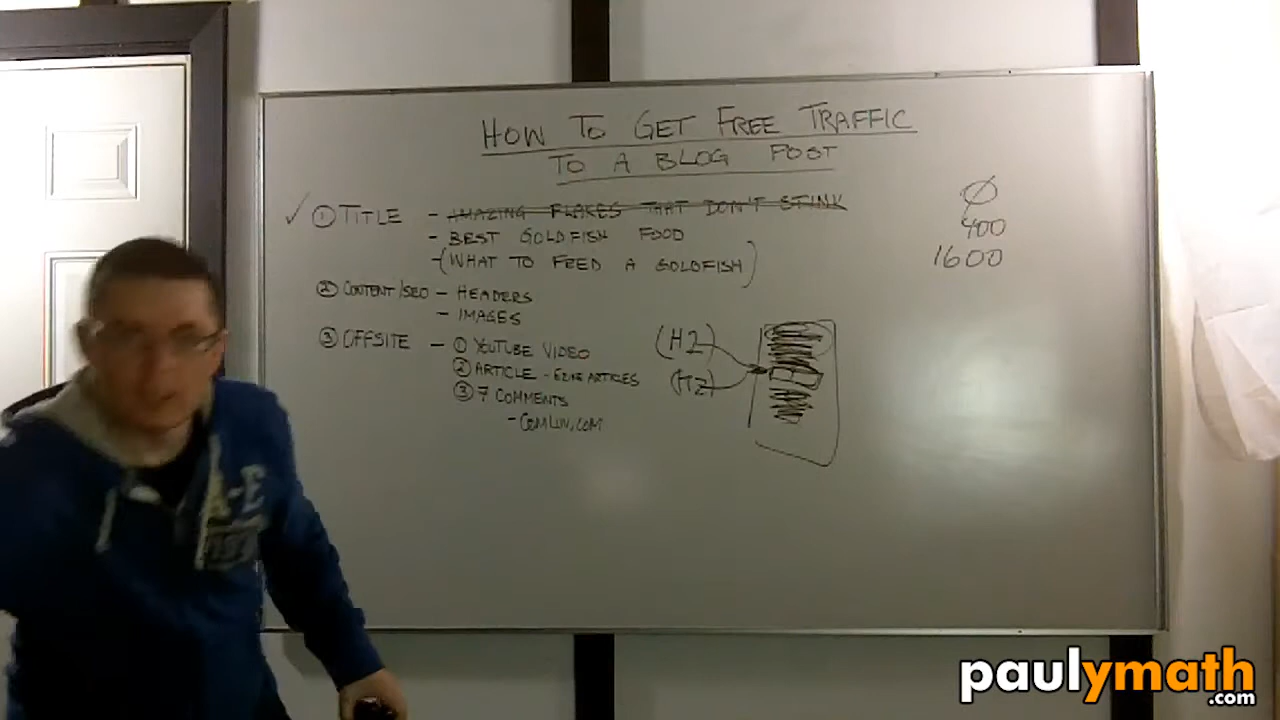 HOW TO GET FREE TRAFFIC
TO A BLOG POST
✓ ① TITLE - AMAZING FLAKES THAT DON'T STINK Ø
- BEST GOLDFISH FOOD 400
- (WHAT TO FEED A GOLDFISH) 1600
② CONTENT/SEO - HEADERS
- IMAGES
③ OFFSITE - ① YOUTUBE VIDEO
② ARTICLE - EZINE ARTICLES
③ 7 COMMENTS
- COMLUV.COM
(H2)
(H2)
A-E
paulymath
.com